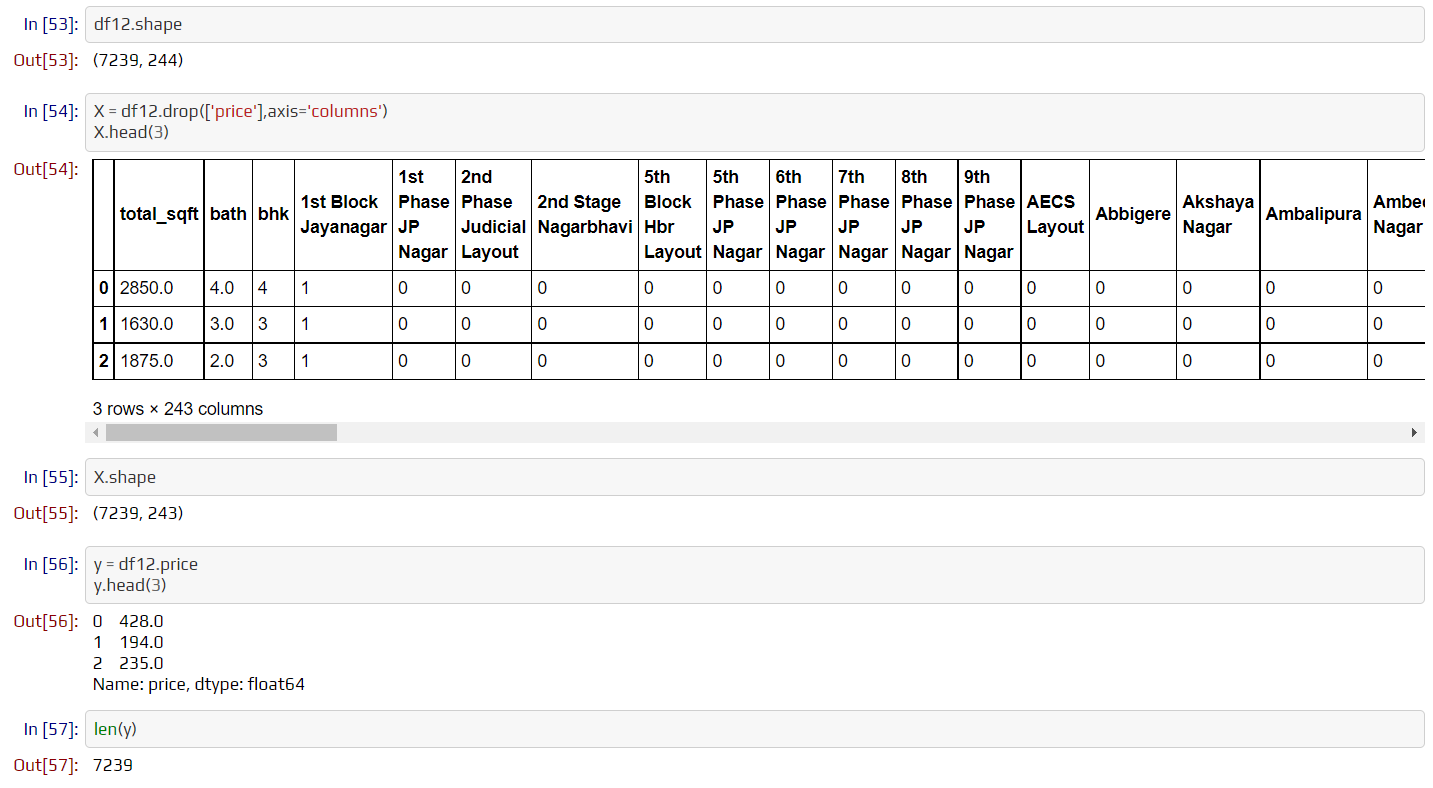 In [53]: df12.shape
Out[53]: (7239, 244)
In [54]: X = df12.drop(['price'],axis='columns')
X.head(3)
Out[54]:
total_sqft bath bhk 1st Block Jayanagar 1st Phase JP Nagar 2nd Phase Judicial Layout 2nd Stage Nagarbhavi 5th Block Hbr Layout 5th Phase JP Nagar 6th Phase JP Nagar 7th Phase JP Nagar 8th Phase JP Nagar 9th Phase JP Nagar AECS Layout Abbigere Akshaya Nagar Ambalipura Nagar
0 2850.0 4.0 4 1 0 0 0 0 0 0 0 0 0 0 0 0 0 0
1 1630.0 3.0 3 1 0 0 0 0 0 0 0 0 0 0 0 0 0 0
2 1875.0 2.0 3 1 0 0 0 0 0 0 0 0 0 0 0 0 0 0
3 rows × 243 columns
In [55]: X.shape
Out[55]: (7239, 243)
In [56]: y = df12.price
y.head(3)
Out[56]: 0 428.0
1 194.0
2 235.0
Name: price, dtype: float64
In [57]: len(y)
Out[57]: 7239